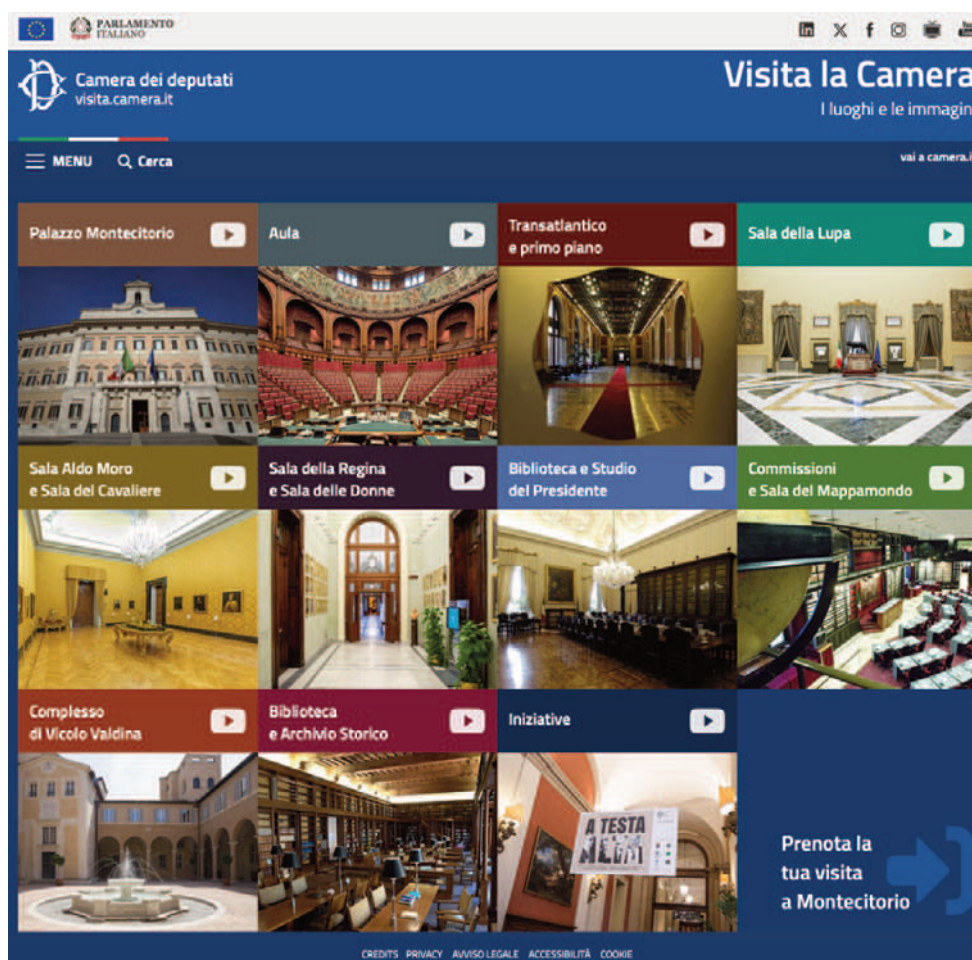 PARLAMENTO
ITALIANO
Camera dei deputati
visita.camera.it
Visita la Camera
I luoghi e le immagin
MENU
Cerca
vai a camera.i
Palazzo Montecitorio
Aula
Transatlantico
e primo piano
Sala della Lupa
Sala Aldo Moro
e Sala del Cavaliere
Sala della Regina
e Sala delle Donne
Biblioteca e Studio
del Presidente
Commissioni
e Sala del Mappamondo
Complesso
di Vicolo Valdina
Biblioteca
e Archivio Storico
Iniziative
A TESTA
Prenota la
tua visita
a Montecitorio
CREDITS PRIVACY AVVISO LEGALE ACCESSIBILITÀ COOKIE